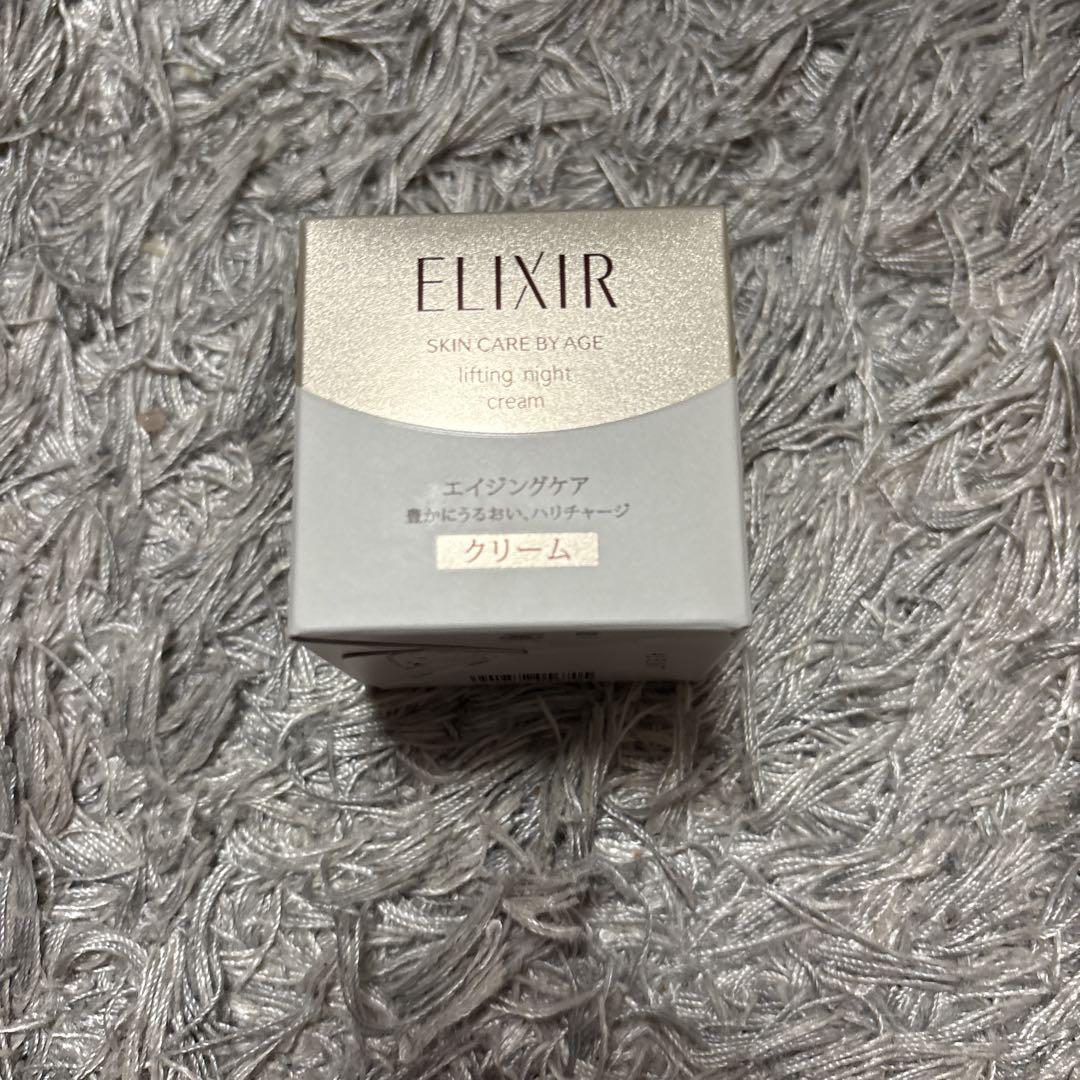 ELIXIR
SKIN CARE BY AGE
lifting night
cream
エイジングケア
豊かにうるおい、ハリチャージ
クリーム